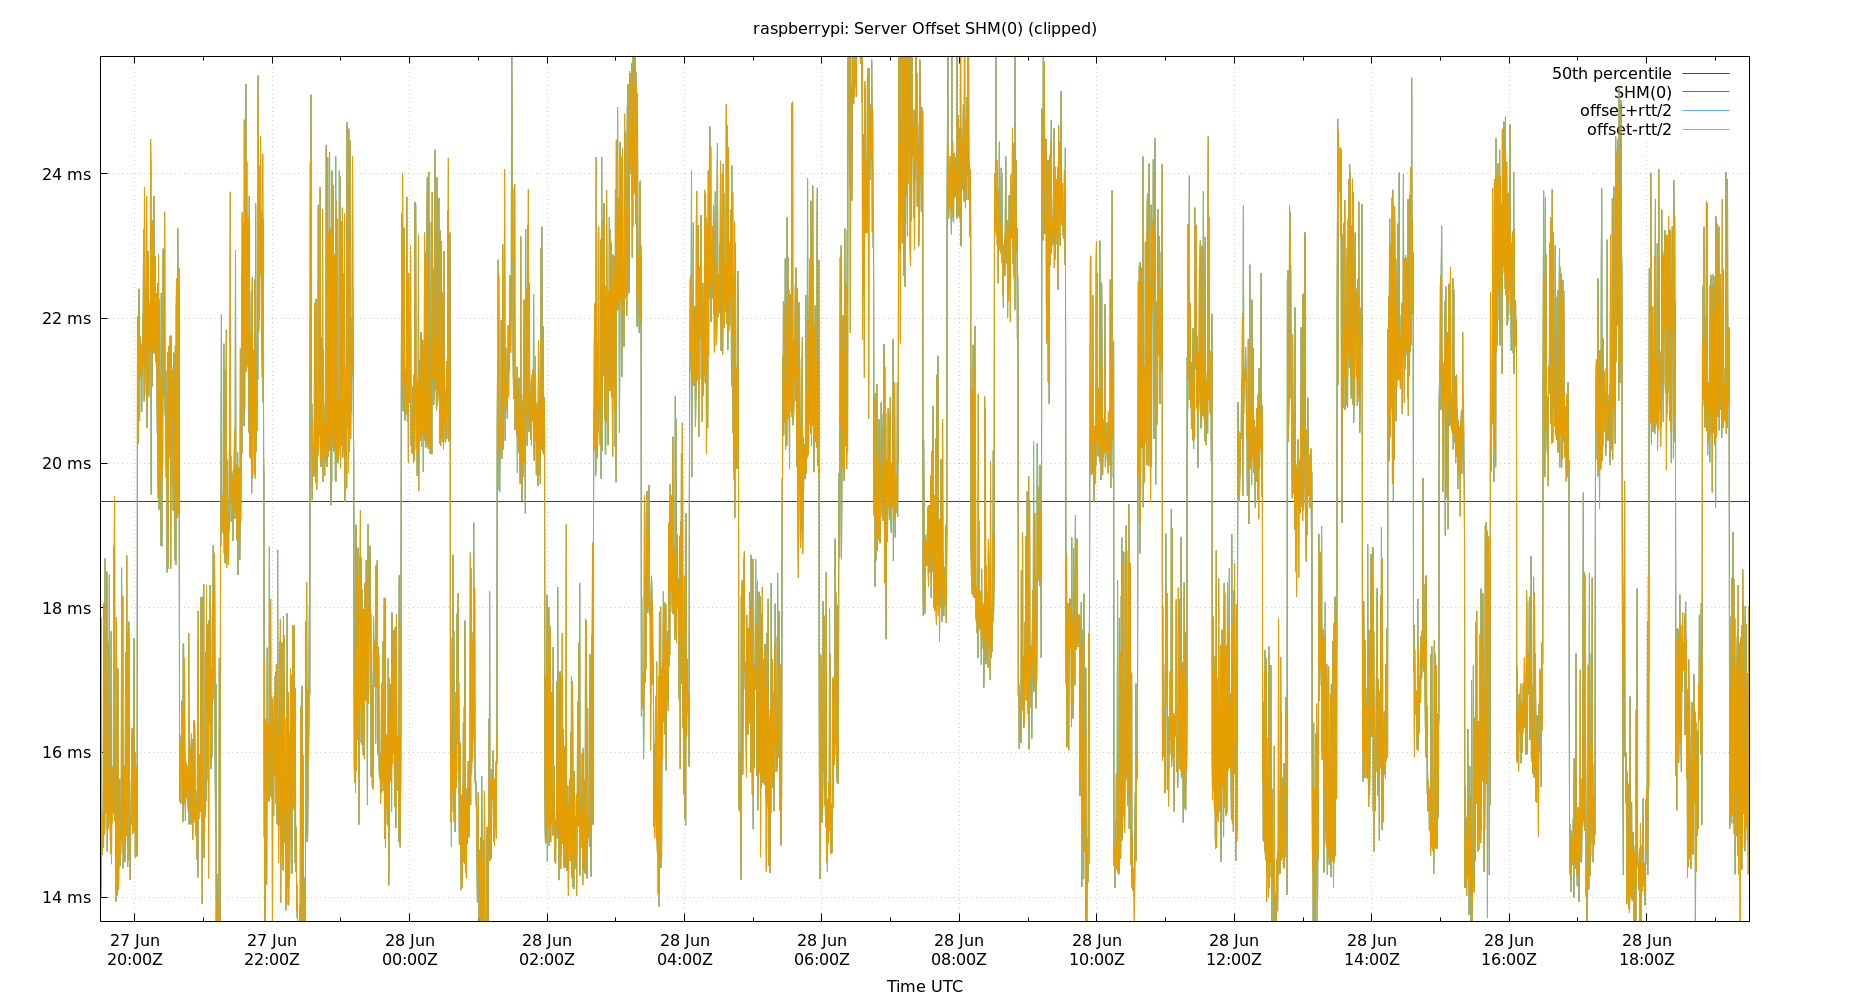 raspberrypi: Server Offset SHM(0) (clipped)
50th percentile
SHM(0)
offset+rtt/2
offset-rtt/2
24 ms
22 ms
20 ms
18 ms
16 ms
14 ms
27 Jun 27 Jun 28 Jun 28 Jun 28 Jun 28 Jun 28 Jun 28 Jun 28 Jun 28 Jun 28 Jun 28 Jun
20:00Z 22:00Z 00:00Z 02:00Z 04:00Z 06:00Z 08:00Z 10:00Z 12:00Z 14:00Z 16:00Z 18:00Z
Time UTC